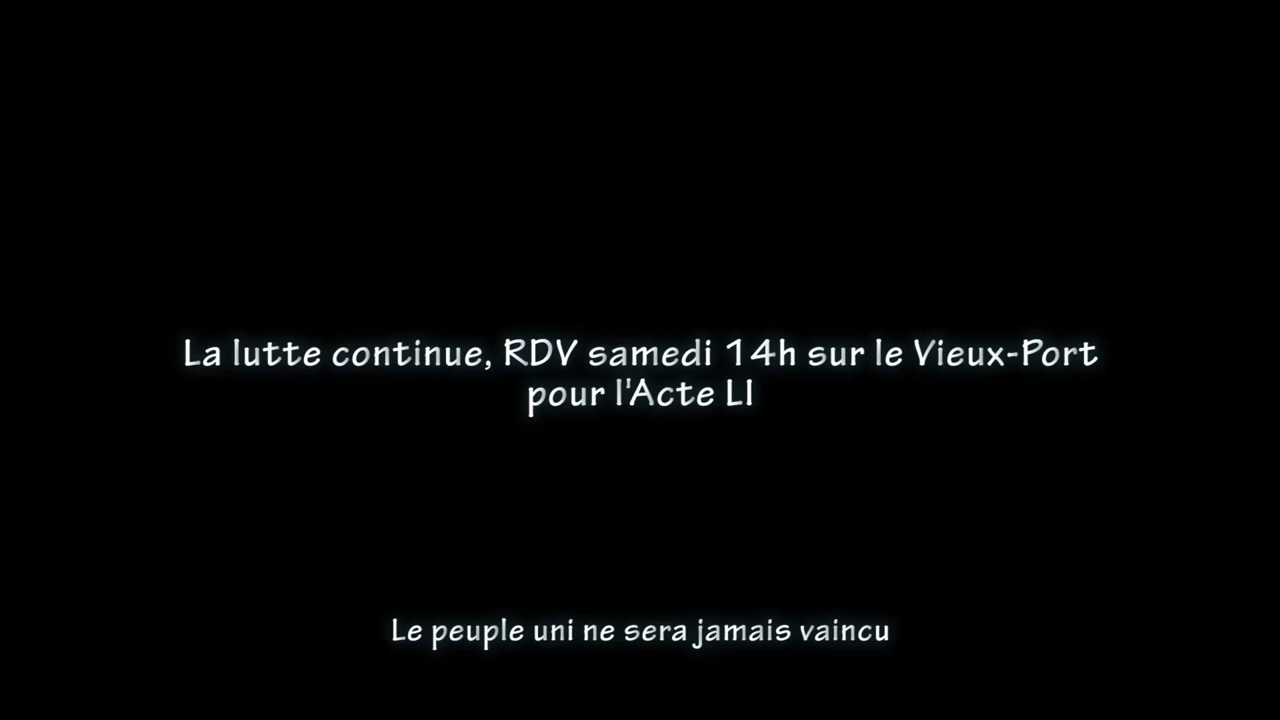 La lutte continue, RDV samedi 14h sur le Vieux-Port
pour l'Acte LI
Le peuple uni ne sera jamais vaincu